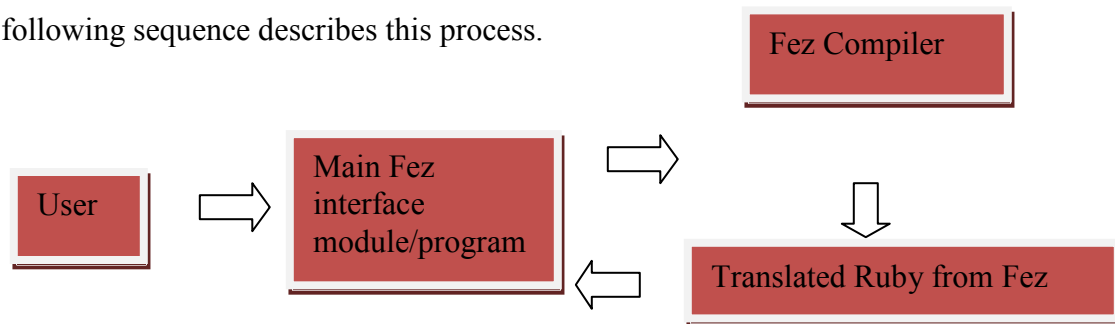 following sequence describes this process.
Fez Compiler
User
Main Fez
interface
module/program
Translated Ruby from Fez